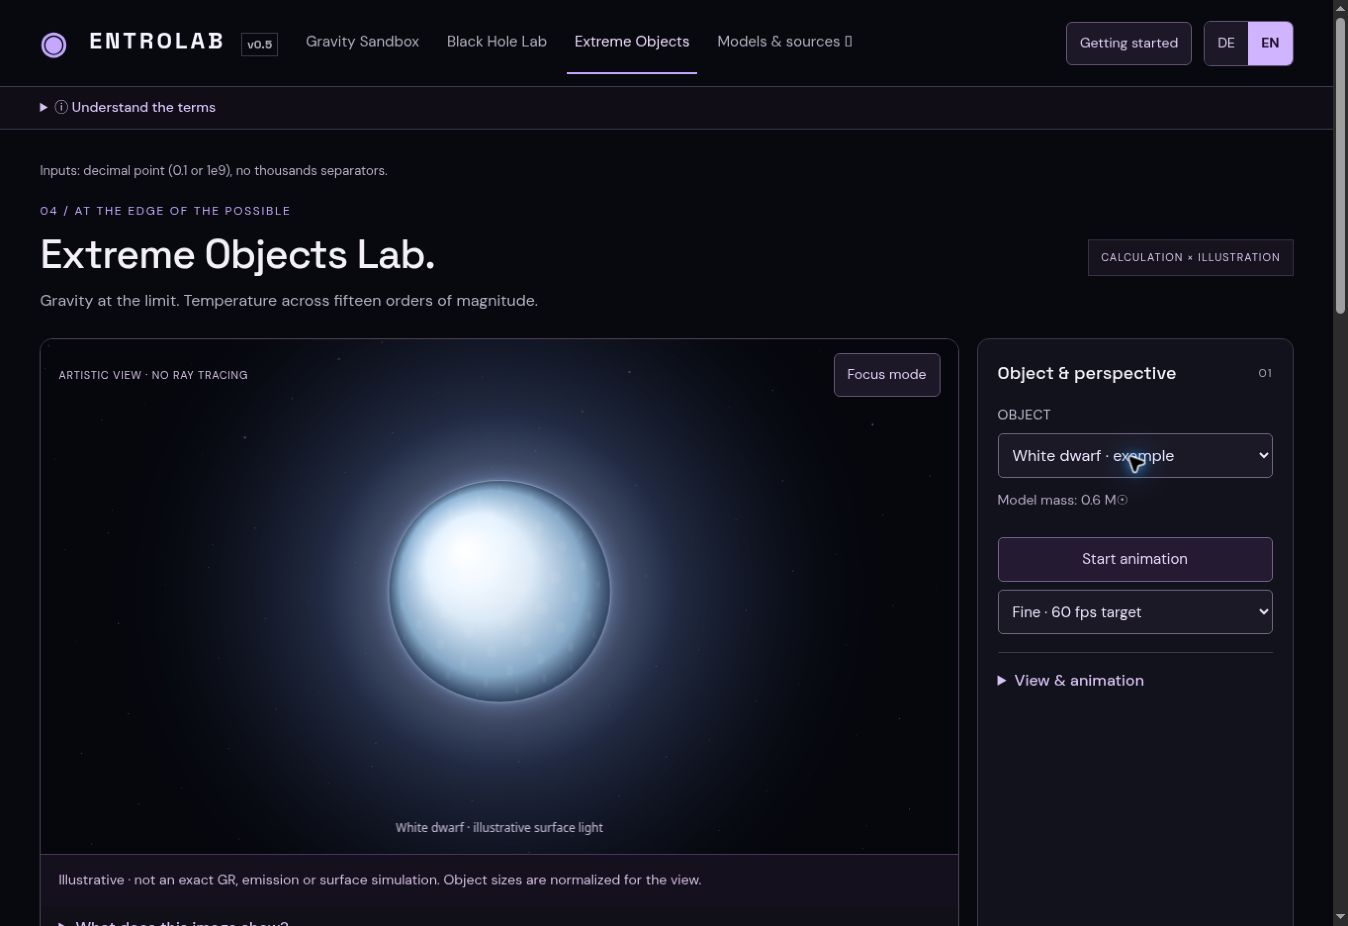 ENTROLAB
v0.5
Gravity Sandbox
Black Hole Lab
Extreme Objects
Models & sources
Getting started
DE
EN
ⓘ Understand the terms
Inputs: decimal point (0.1 or 1e9), no thousands separators.
04 / AT THE EDGE OF THE POSSIBLE
Extreme Objects Lab.
CALCULATION × ILLUSTRATION
Gravity at the limit. Temperature across fifteen orders of magnitude.
ARTISTIC VIEW · NO RAY TRACING
Focus mode
White dwarf · illustrative surface light
Illustrative · not an exact GR, emission or surface simulation. Object sizes are normalized for the view.
What does this image show?
Object & perspective
01
OBJECT
White dwarf · example
Model mass: 0.6 M☉
Start animation
Fine · 60 fps target
View & animation